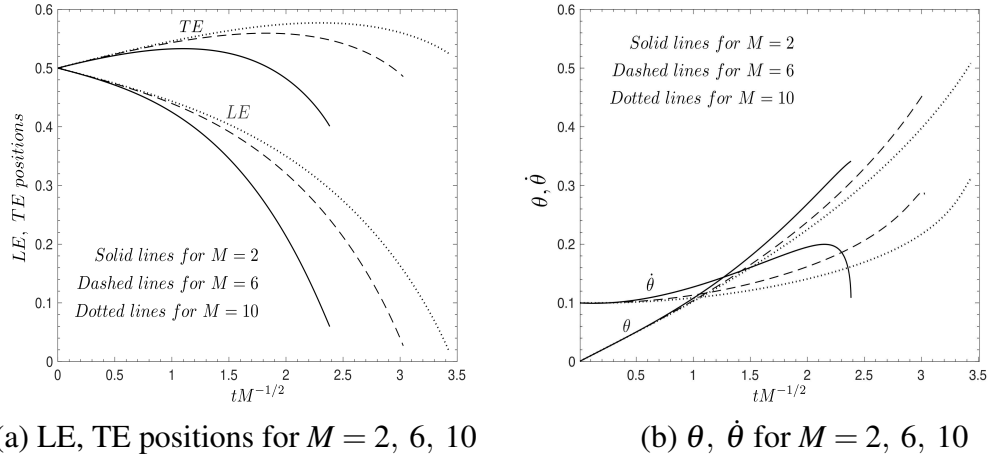 0.6
0.5
0.4
0.3
0.2
0.1
0
LE, TE positions
TE
LE
Solid lines for M = 2
Dashed lines for M = 6
Dotted lines for M = 10
0 0.5 1 1.5 2 2.5 3 3.5
tM^{-1/2}
0.6
0.5
0.4
0.3
0.2
0.1
0
θ, θ̇
Solid lines for M = 2
Dashed lines for M = 6
Dotted lines for M = 10
θ̇
θ
0.5 1 1.5 2 2.5 3 3.5
tM^{-1/2}
(a) LE, TE positions for M = 2, 6, 10
(b) θ, θ̇ for M = 2, 6, 10